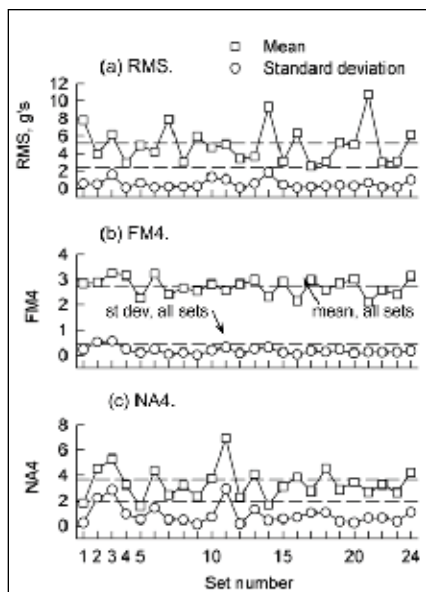 Mean
(a) RMS.
Standard deviation
12
10
8
6
4
2
0
RMS, g's
(b) FM4.
4
3
2
1
0
FM4
st dev, all sets
mean, all sets
(c) NA4.
8
6
4
2
0
NA4
1 2 3 4 5 10 15 20 24
Set number